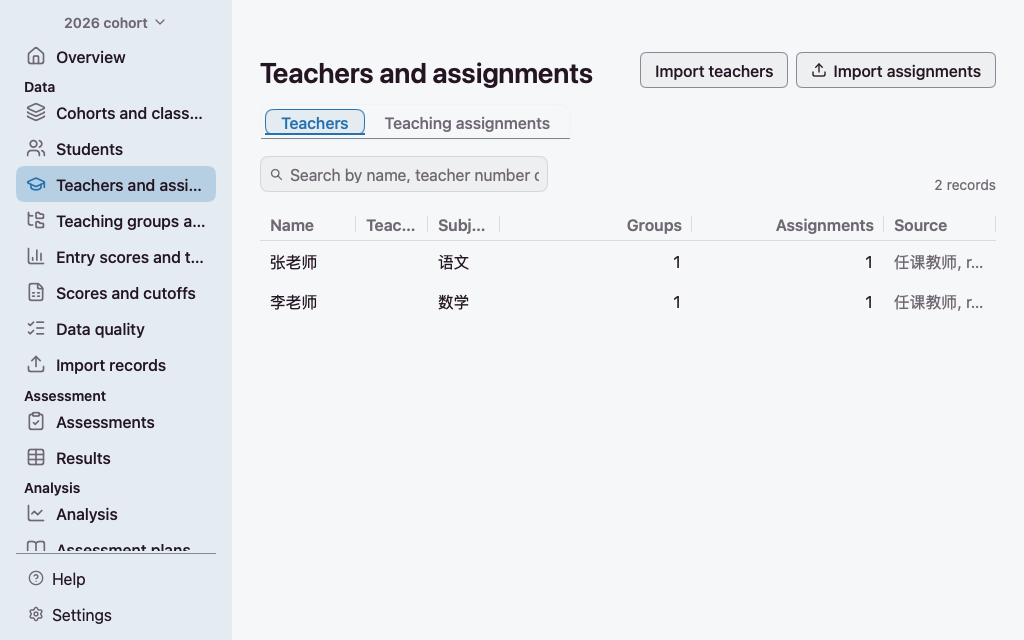 2026 cohort
Overview
Data
Cohorts and class...
Students
Teachers and assi...
Teaching groups a...
Entry scores and t...
Scores and cutoffs
Data quality
Import records
Assessment
Assessments
Results
Analysis
Analysis
Assessment plans
Help
Settings
Teachers and assignments
Import teachers
Import assignments
Teachers
Teaching assignments
Search by name, teacher number
2 records
Name Teac... Subj... Groups Assignments Source
张老师 语文 1 1 任课教师, r...
李老师 数学 1 1 任课教师, r...